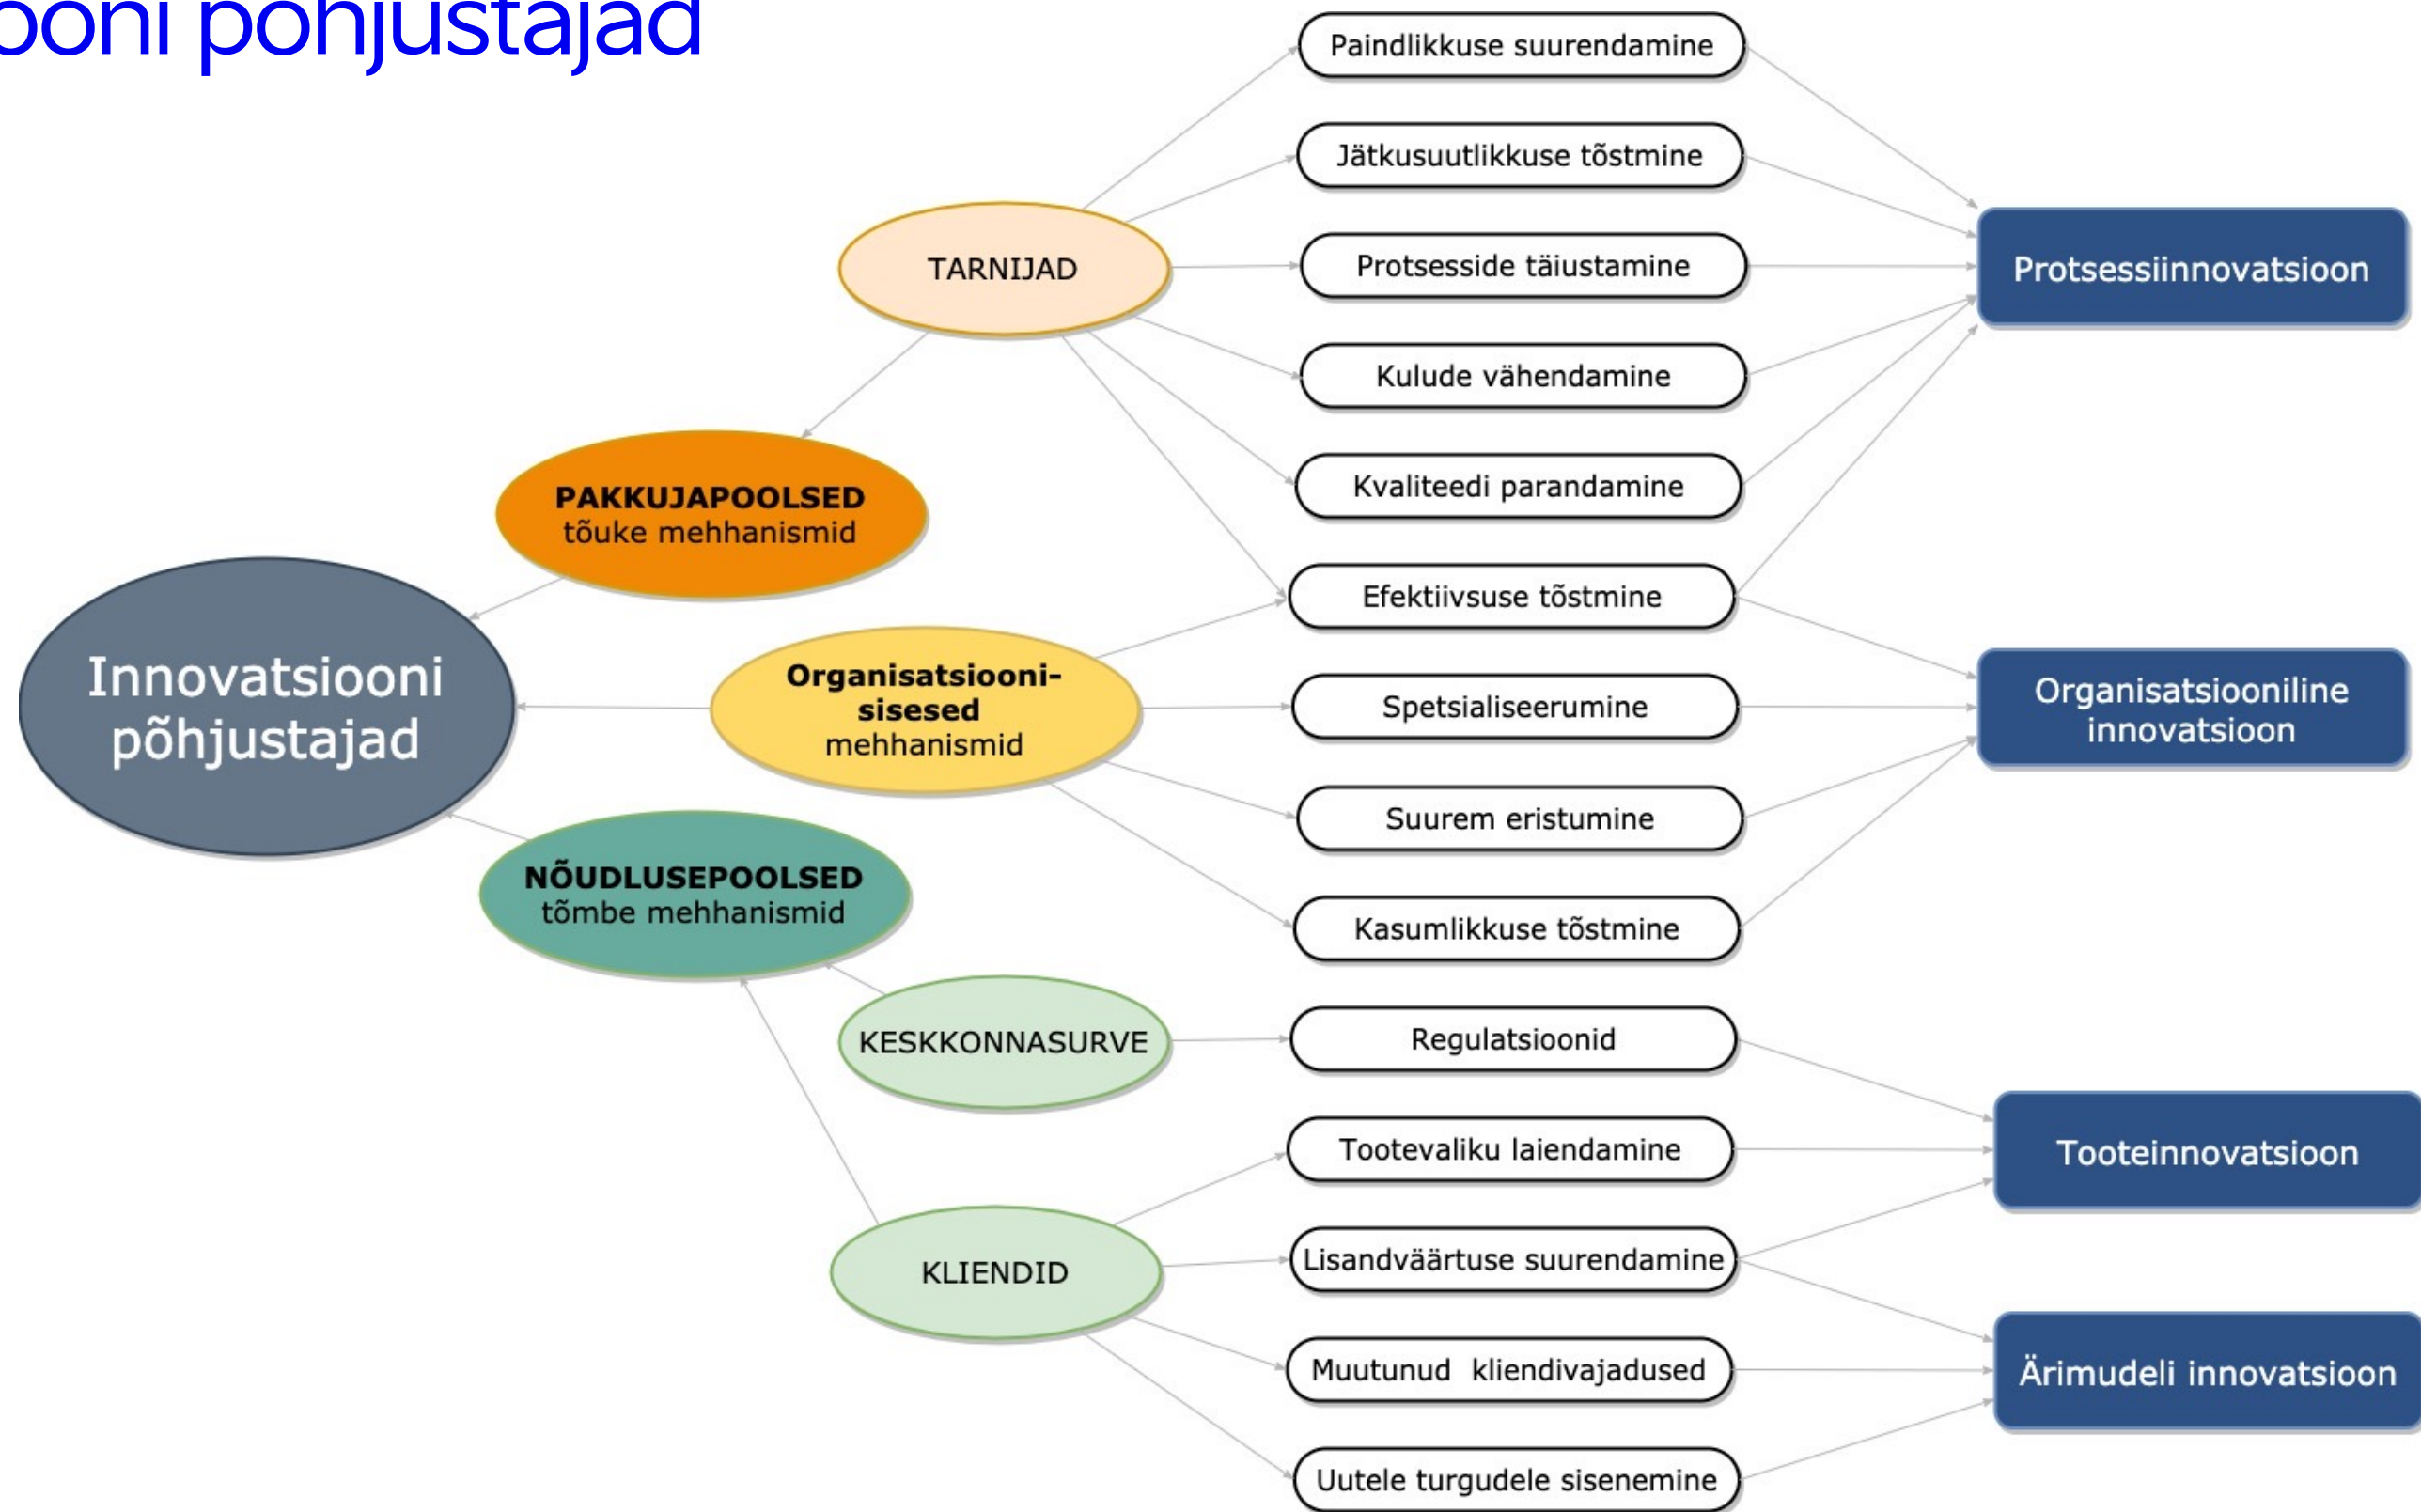 ooni põhjustajad
Paindlikkuse suurendamine
Jätkusuutlikkuse tõstmine
TARNIJAD
Protsesside täiustamine
Protsessiinnovatsioon
Kulude vähendamine
PAKKUJAPOOLSED
tõuke mehhanismid
Kvaliteedi parandamine
Efektiivsuse tõstmine
Innovatsiooni
põhjustajad
Organisatsiooni-
sisesed
mehhanismid
Spetsialiseerumine
Organisatsiooniline
innovatsioon
Suurem eristumine
NÕUDLUSEPOOLSED
tõmbe mehhanismid
Kasumlikkuse tõstmine
KESKKONNASURVE
Regulatsioonid
Tootevaliku laiendamine
Tooteinnovatsioon
KLIENDID
Lisandväärtuse suurendamine
Muutunud  kliendivajadused
Ärimudeli innovatsioon
Uutele turgudele sisenemine